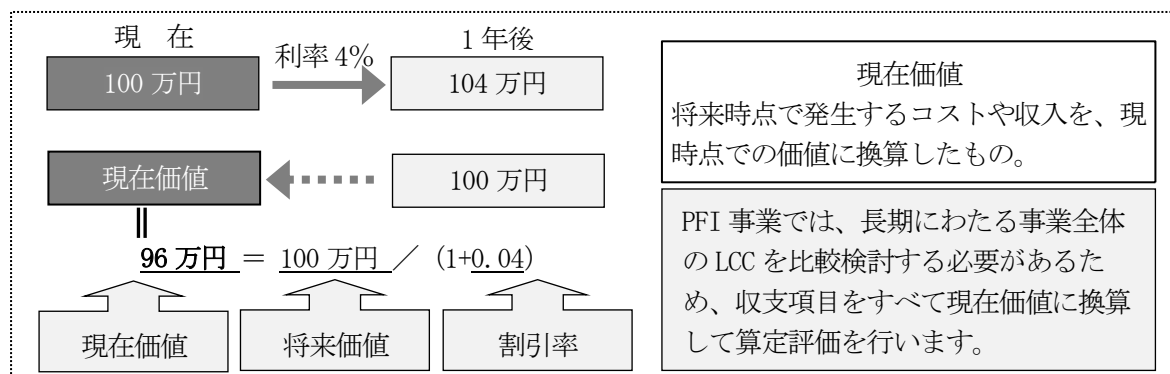 現　在
利率 4%
1 年後
100 万円
104 万円
現在価値
100 万円
‖
96 万円 ＝ 100 万円 ／ (1+0.04)
現在価値
将来価値
割引率
現在価値
将来時点で発生するコストや収入を、現
時点での価値に換算したもの。
PFI 事業では、長期にわたる事業全体
の LCC を比較検討する必要があるた
め、収支項目をすべて現在価値に換算
して算定評価を行います。